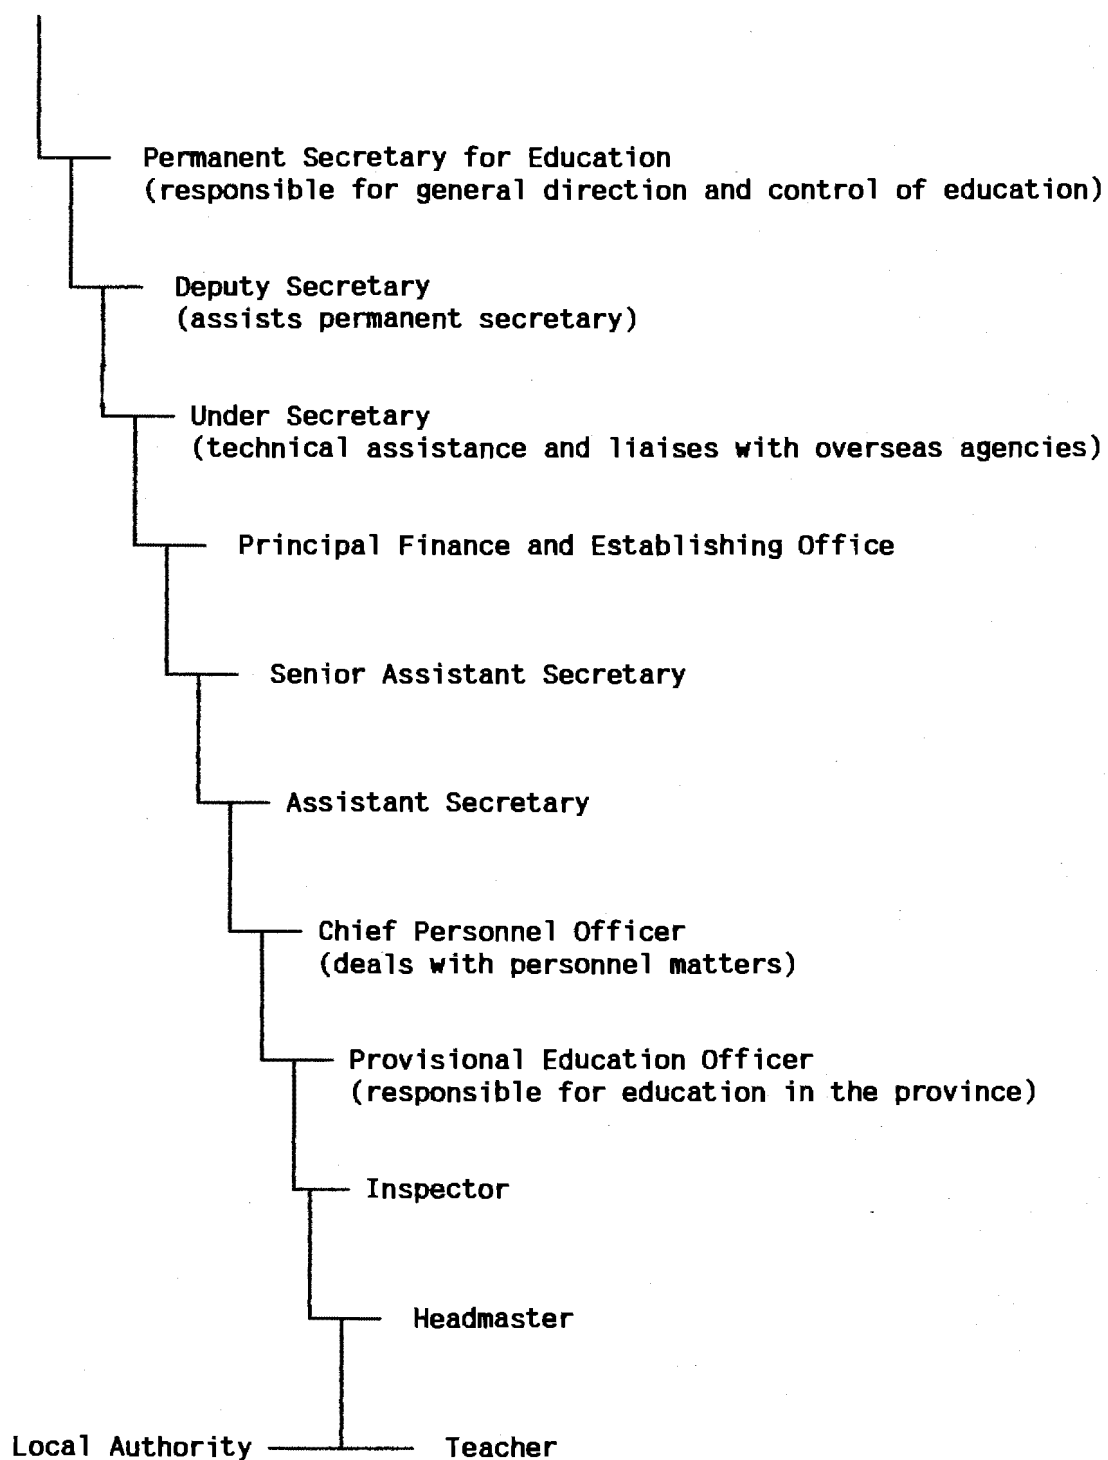 Permanent Secretary for Education
(responsible for general direction and control of education)
Deputy Secretary
(assists permanent secretary)
Under Secretary
(technical assistance and liaises with overseas agencies)
Principal Finance and Establishing Office
Senior Assistant Secretary
Assistant Secretary
Chief Personnel Officer
(deals with personnel matters)
Provisional Education Officer
(responsible for education in the province)
Inspector
Headmaster
Local Authority Teacher